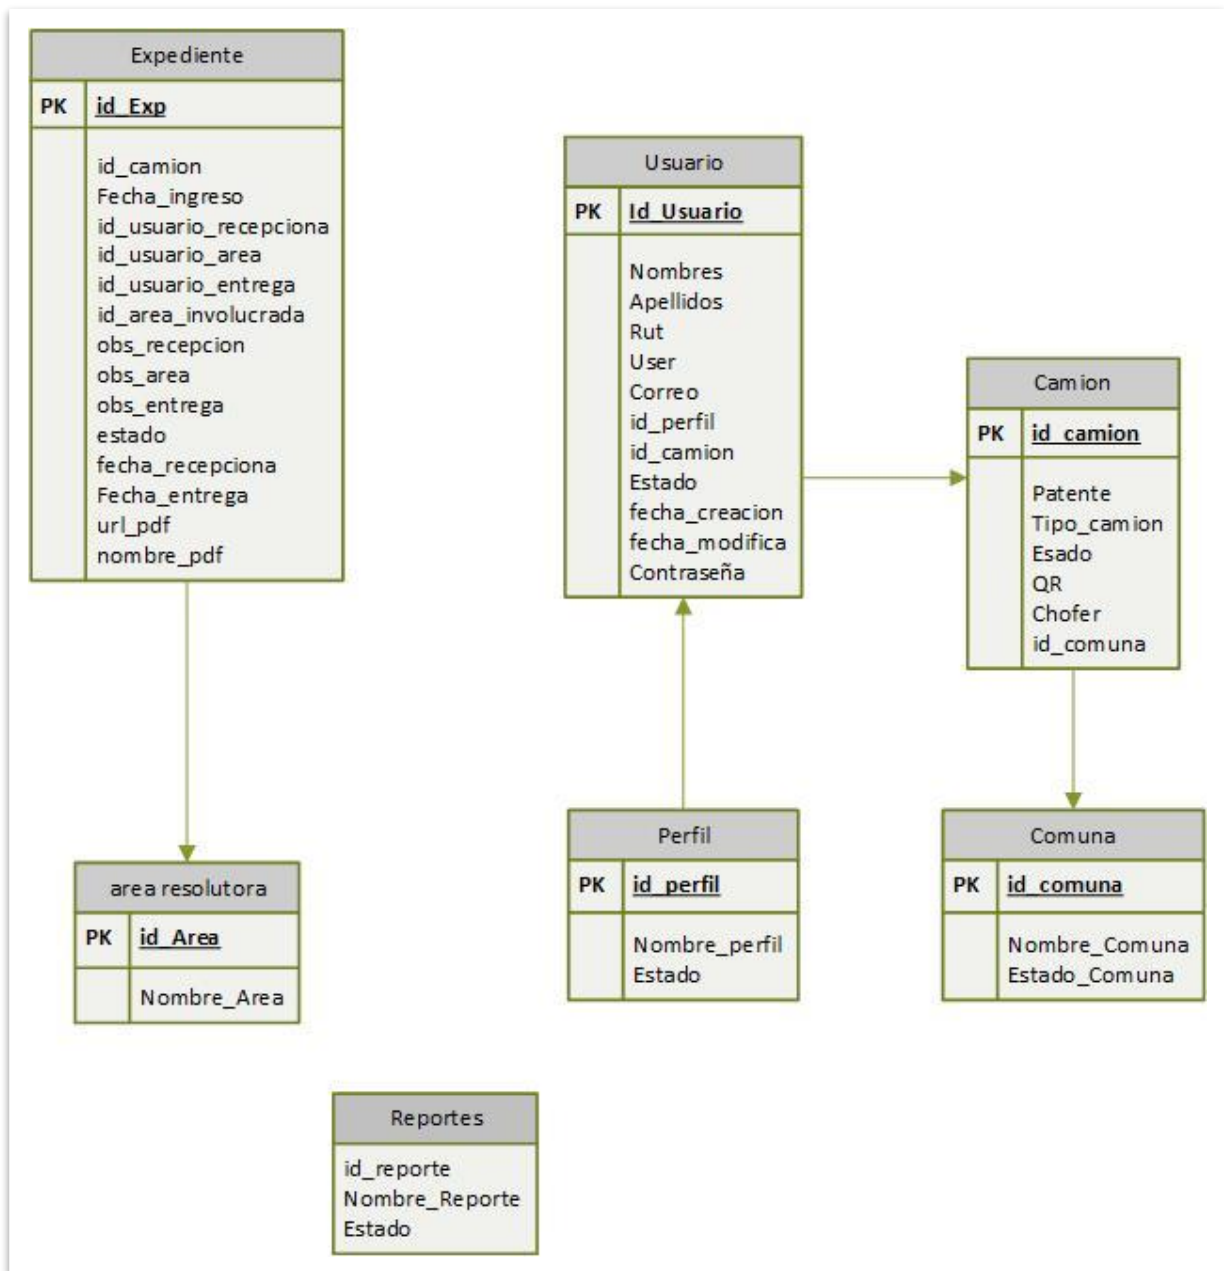 Expediente
PK id_Exp
id_camion
Fecha_ingreso
id_usuario_recepciona
id_usuario_area
id_usuario_entrega
id_area_involucrada
obs_recepcion
obs_area
obs_entrega
estado
fecha_recepciona
Fecha_entrega
url_pdf
nombre_pdf
Usuario
PK Id_Usuario
Nombres
Apellidos
Rut
User
Correo
id_perfil
id_camion
Estado
fecha_creacion
fecha_modifica
Contraseña
Camion
PK id_camion
Patente
Tipo_camion
Esado
QR
Chofer
id_comuna
area resolutora
PK id_Area
Nombre_Area
Perfil
PK id_perfil
Nombre_perfil
Estado
Comuna
PK id_comuna
Nombre_Comuna
Estado_Comuna
Reportes
id_reporte
Nombre_Reporte
Estado